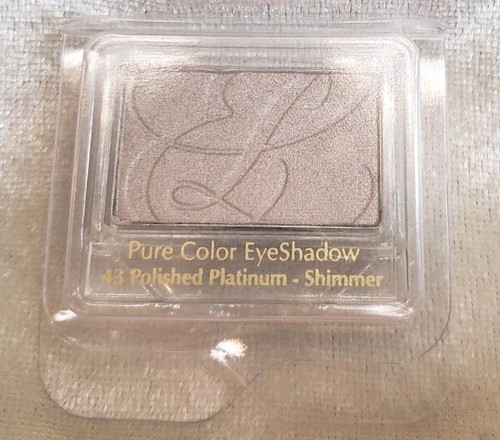 Pure Color EyeShadow
43 Polished Platinum - Shimmer